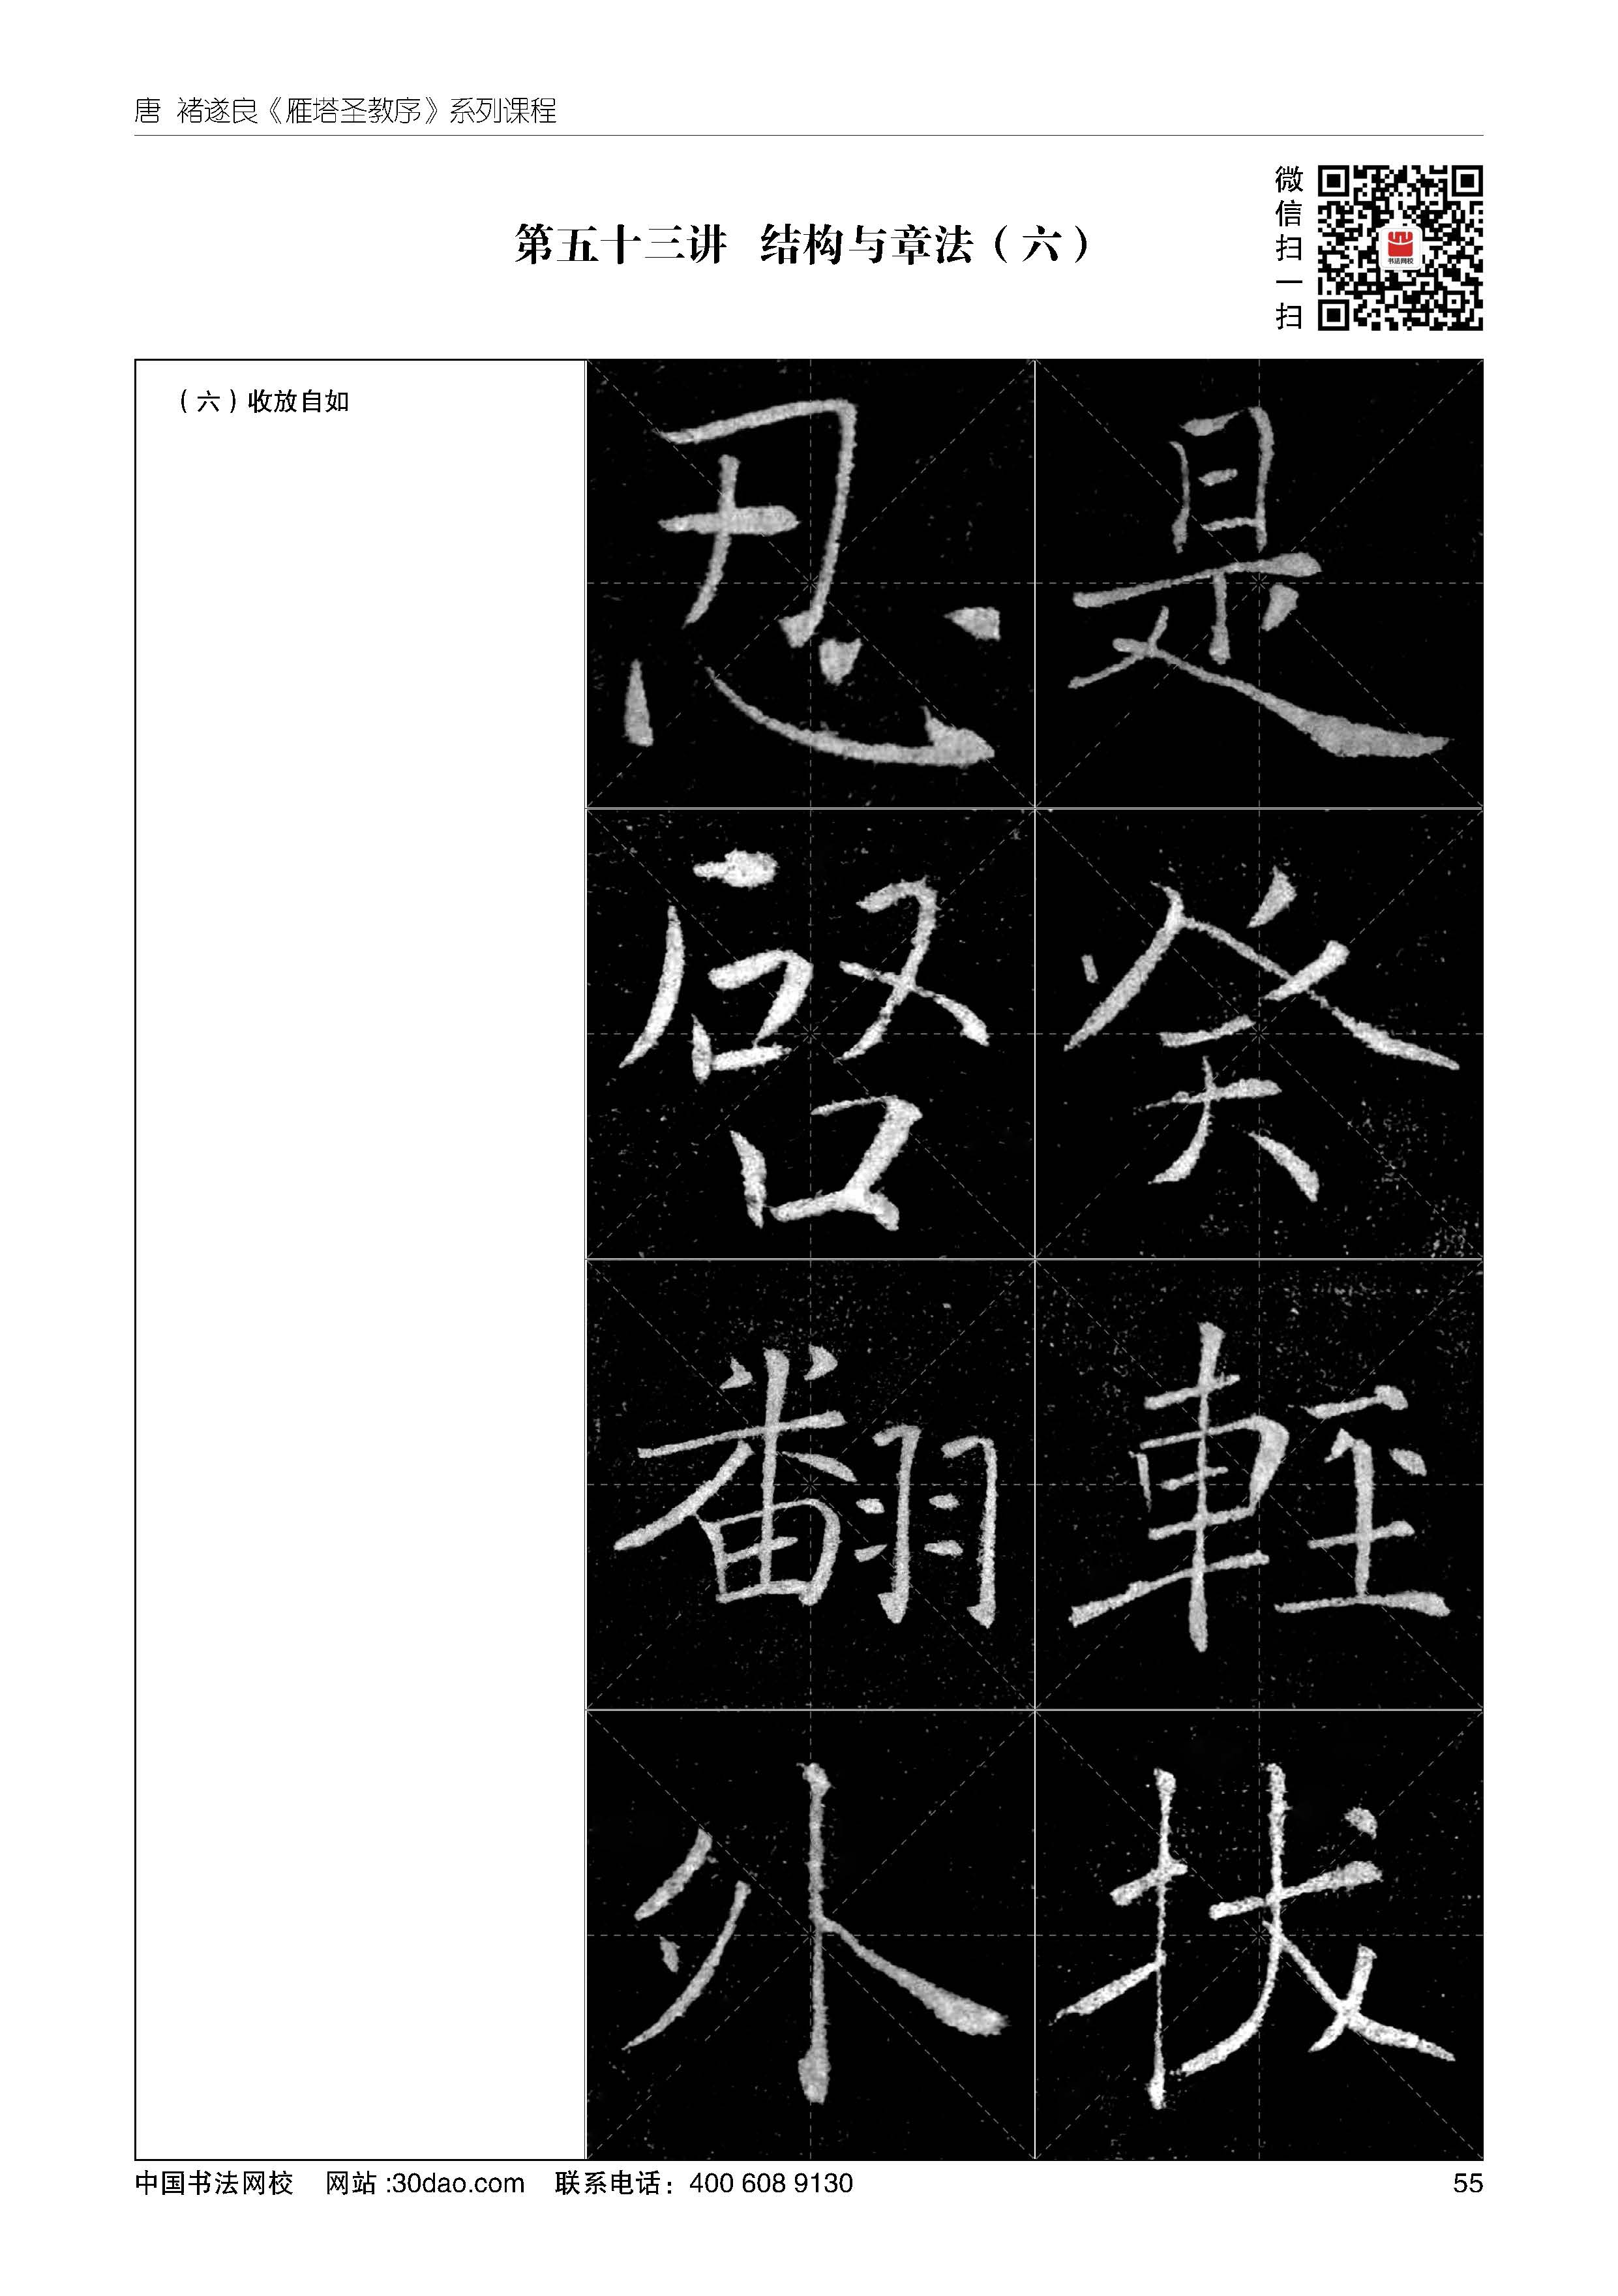 唐 褚遂良《雁塔圣教序》系列课程
第五十三讲 结构与章法（六）
微信扫一扫
书法网校
（六）收放自如
忍 是
啓 癸
翻 輕
外 拔
中国书法网校 网站:30dao.com 联系电话：400 608 9130
55